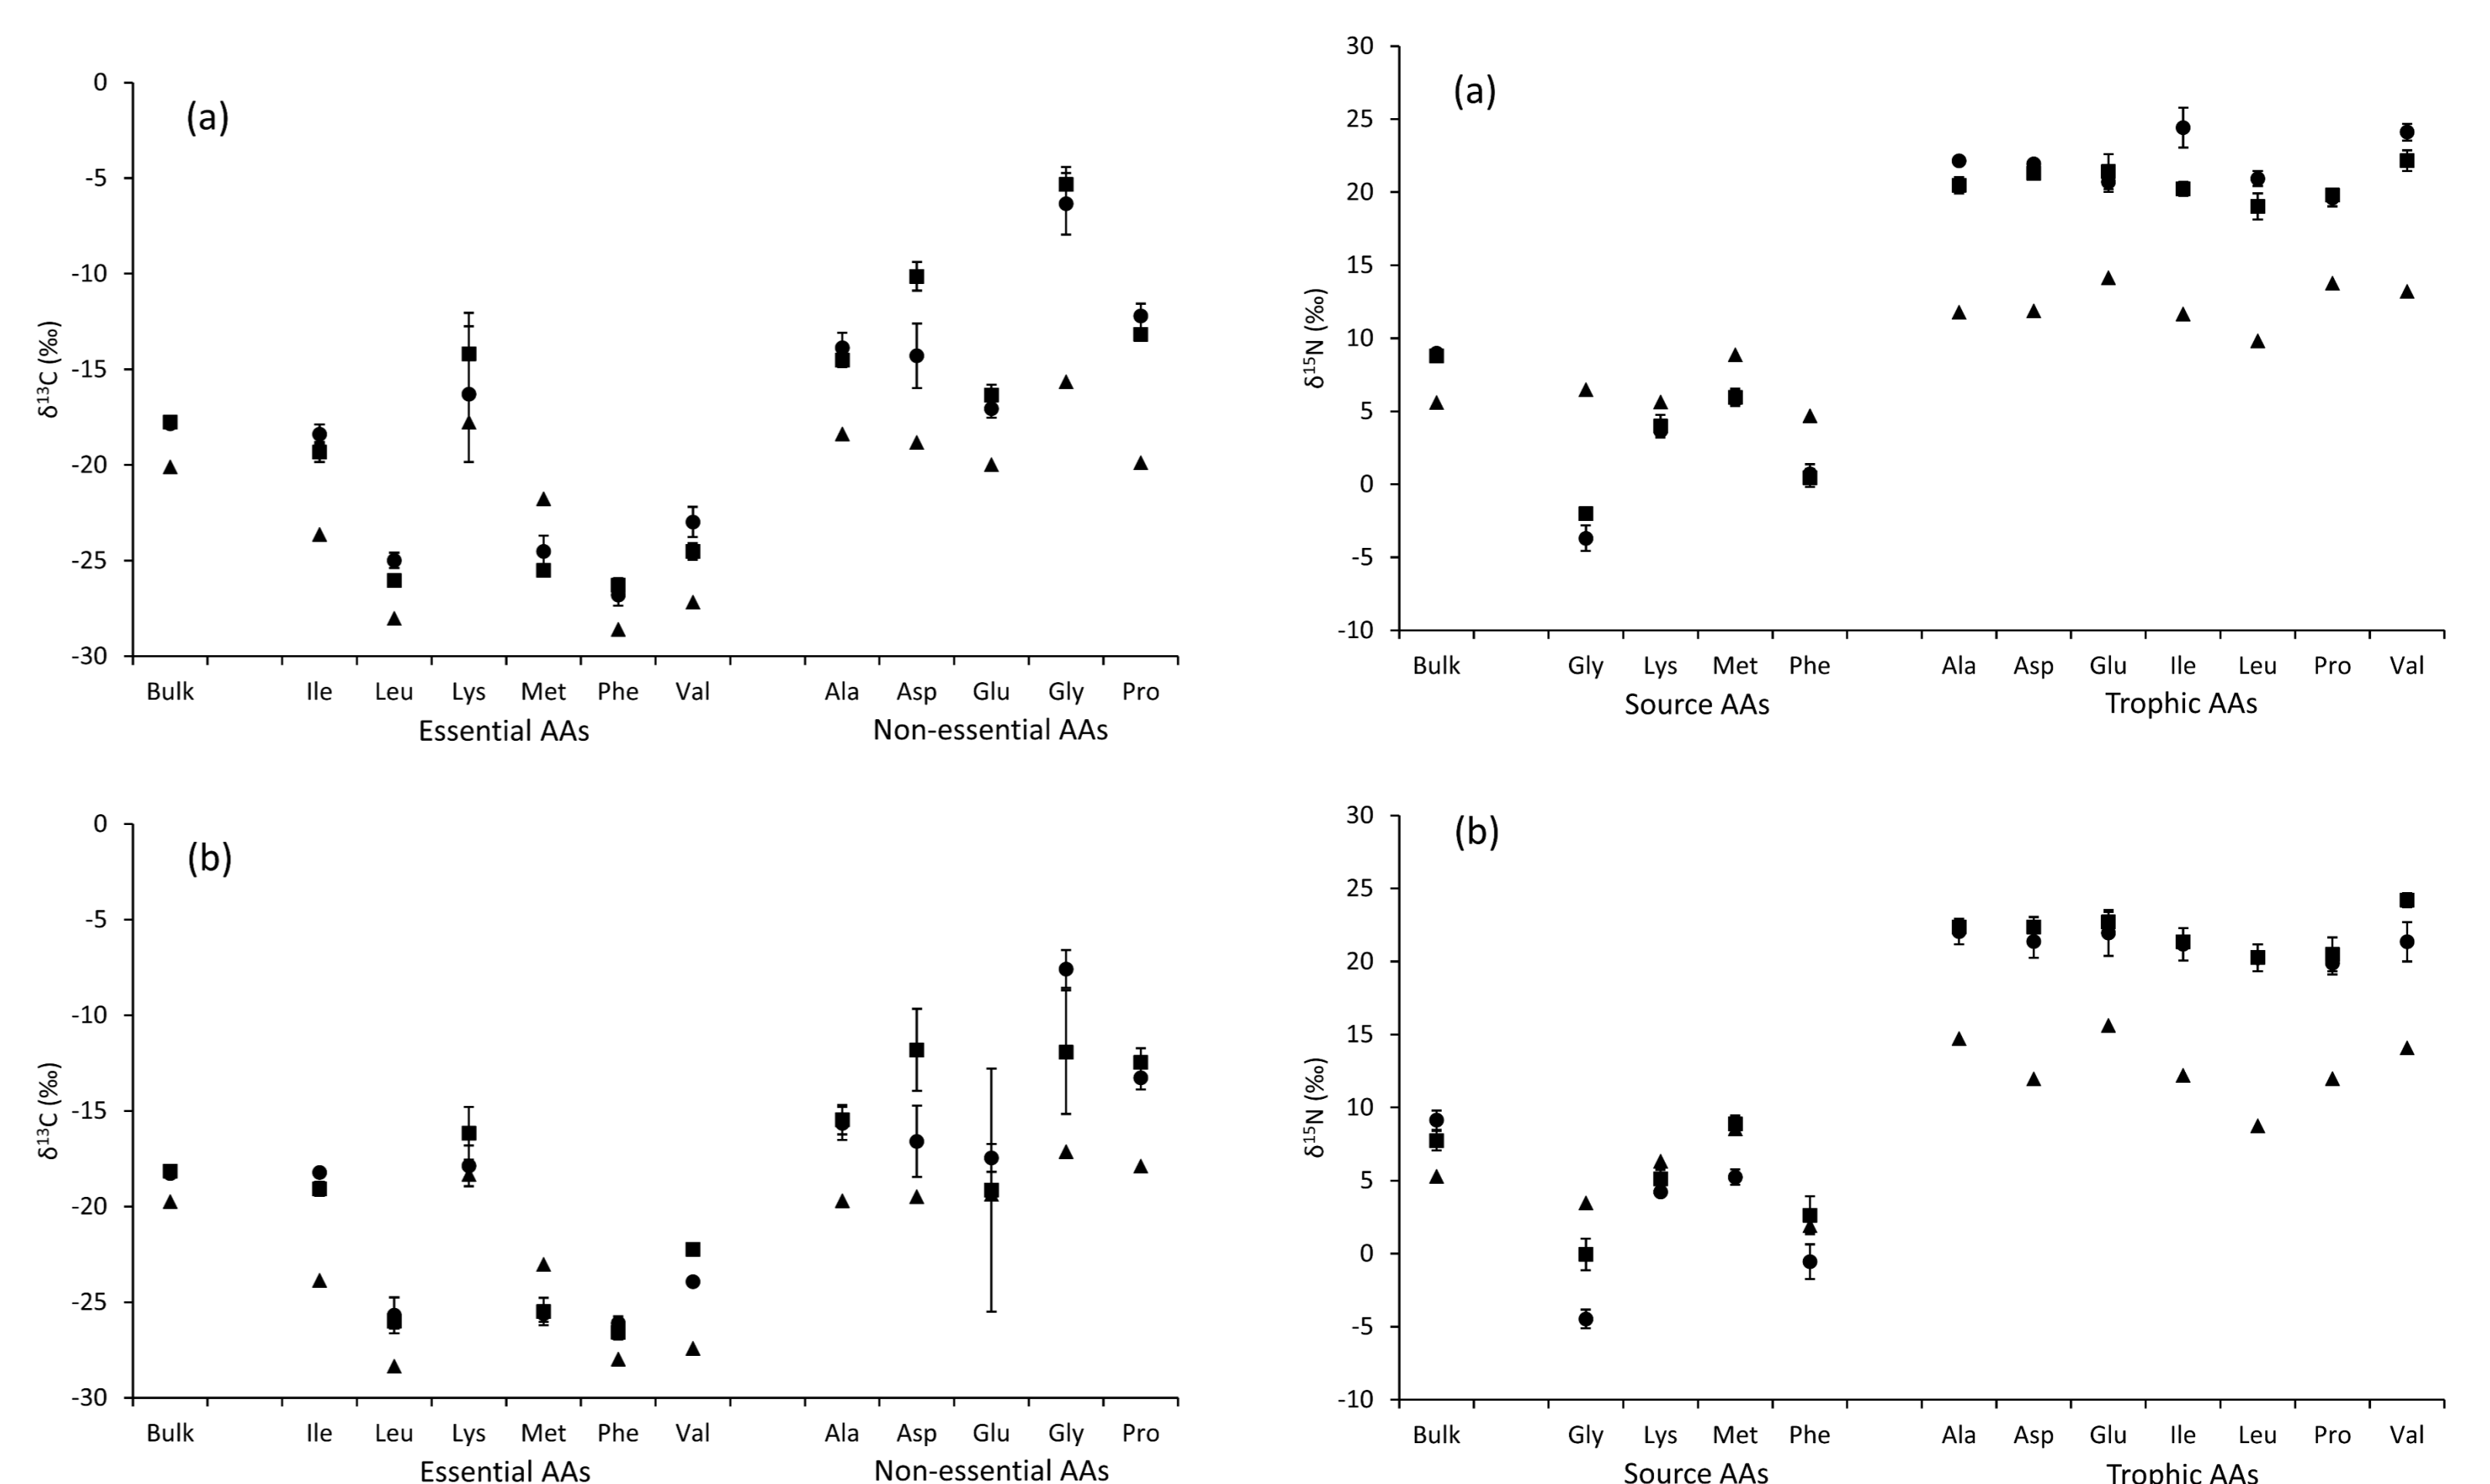 (a)
0
-5
-10
-15
-20
-25
-30
δ¹³C (‰)
Bulk Ile Leu Lys Met Phe Val Ala Asp Glu Gly Pro
Essential AAs Non-essential AAs
(a)
30
25
20
15
10
5
0
-5
-10
δ¹⁵N (‰)
Bulk Gly Lys Met Phe Ala Asp Glu Ile Leu Pro Val
Source AAs Trophic AAs
(b)
0
-5
-10
-15
-20
-25
-30
δ¹³C (‰)
Bulk Ile Leu Lys Met Phe Val Ala Asp Glu Gly Pro
Essential AAs Non-essential AAs
(b)
30
25
20
15
10
5
0
-5
-10
δ¹⁵N (‰)
Bulk Gly Lys Met Phe Ala Asp Glu Ile Leu Pro Val
Source AAs Trophic AAs